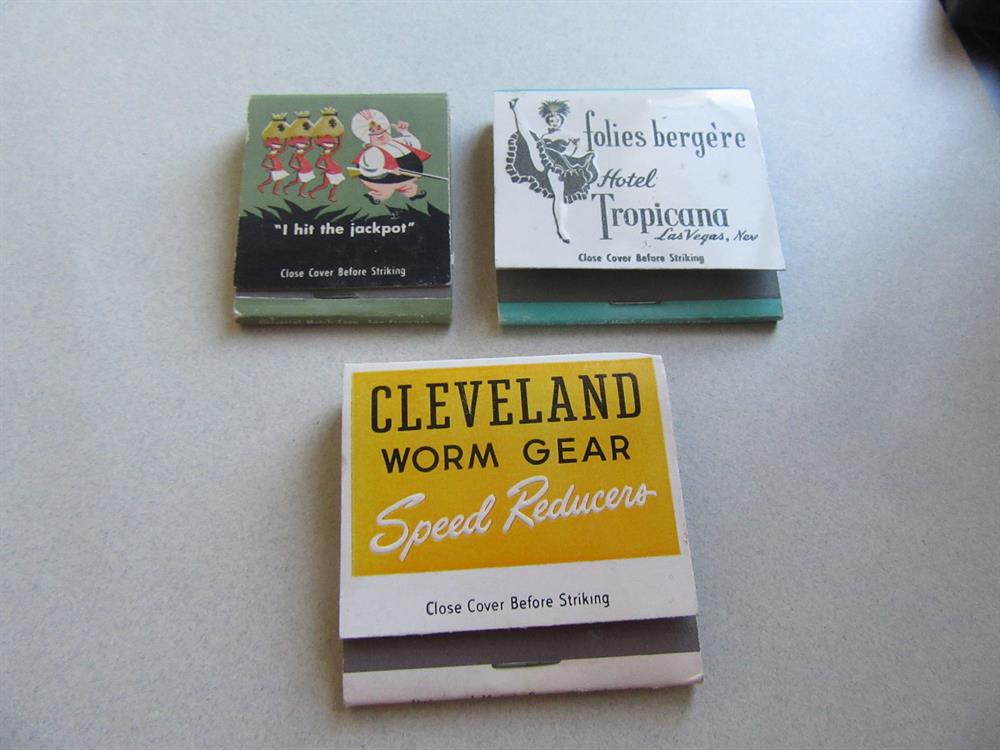 "I hit the jackpot"
Close Cover Before Striking
folies bergère
Hotel
Tropicana
Las Vegas, Nev
Close Cover Before Striking
CLEVELAND
WORM GEAR
Speed Reducers
Close Cover Before Striking